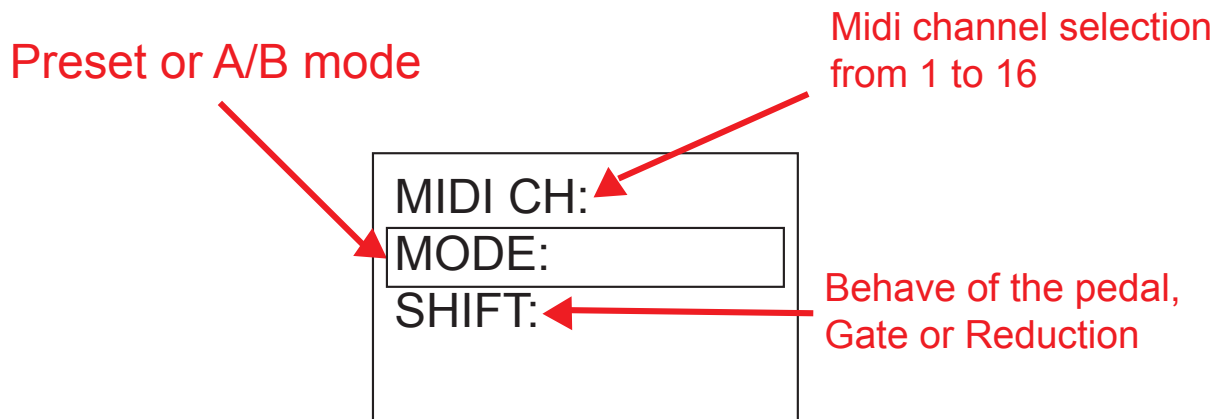 Midi channel selection
from 1 to 16
Preset or A/B mode
MIDI CH:
MODE:
SHIFT:
Behave of the pedal,
Gate or Reduction